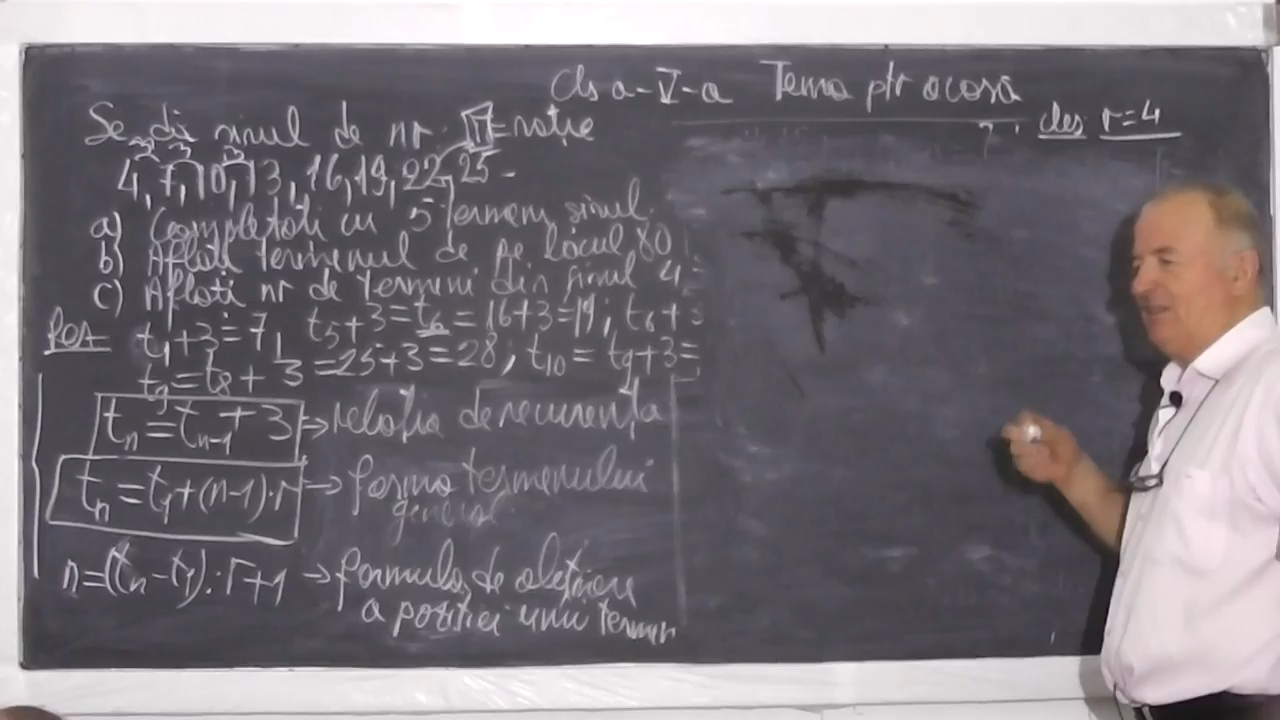 Cls a-V-a Tema ptr acasă
des r=4
Se dă șirul de nr. r=rație
4, 7, 10, 13, 16, 19, 22, 25
a) Completați cu 5 termeni șirul.
b) Aflați termenul de pe locul 80
c) Aflați nr de termeni din șirul 4,
Rez t₁+3=7, t₅+3=t₆=16+3=19; t₆+3
t₉=t₈+3=25+3=28; t₁₀=t₉+3=
tₙ=tₙ₋₁+3 → relația de recurență
tₙ=t₁+(n-1)·r → forma termenului
general
n=(tₙ-t₁):r+1 → formula de obținere
a poziției unui termen